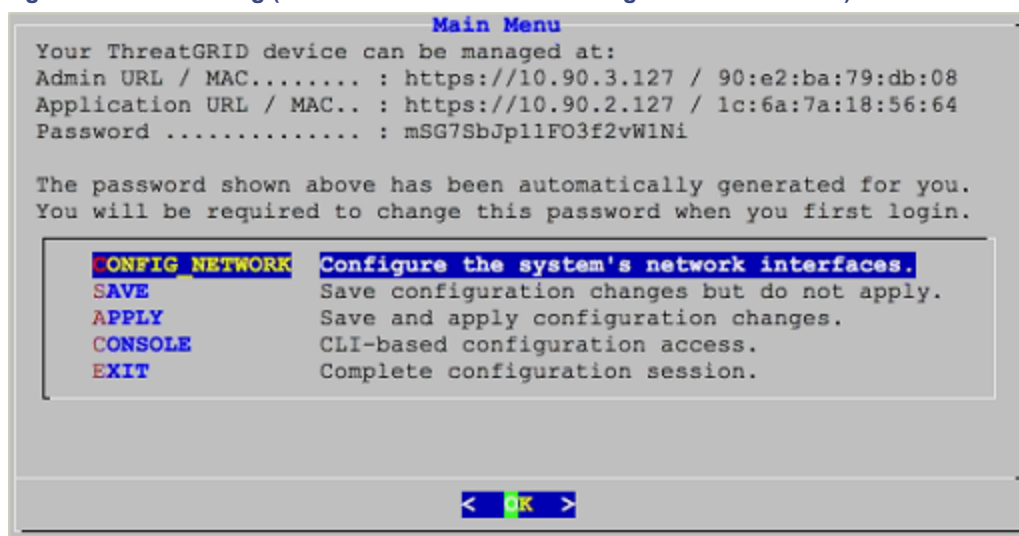 Main Menu
Your ThreatGRID device can be managed at:
Admin URL / MAC........ : https://10.90.3.127 / 90:e2:ba:79:db:08
Application URL / MAC.. : https://10.90.2.127 / 1c:6a:7a:18:56:64
Password .............. : mSG7SbJp11FO3f2vW1Ni
The password shown above has been automatically generated for you.
You will be required to change this password when you first login.
CONFIG_NETWORK Configure the system's network interfaces.
SAVE Save configuration changes but do not apply.
APPLY Save and apply configuration changes.
CONSOLE CLI-based configuration access.
EXIT Complete configuration session.
< OK >